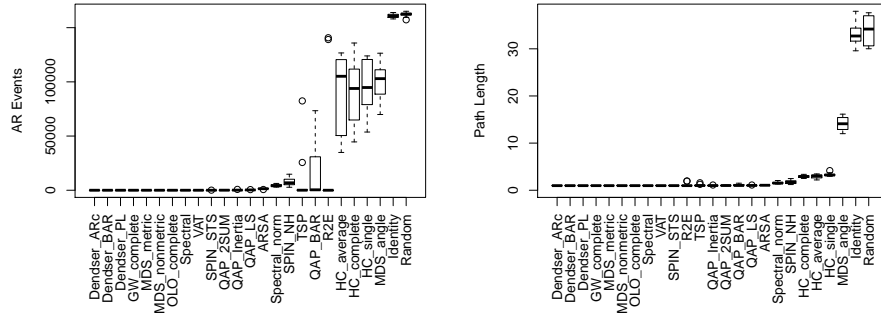 AR Events
0
50000
100000
Dendser_ARc
Dendser_BAR
Dendser_PL
GW_complete
MDS_metric
MDS_nonmetric
OLO_complete
Spectral
VAT
SPIN_STS
QAP_2SUM
QAP_Inertia
QAP_LS
ARSA
Spectral_norm
SPIN_NH
TSP
QAP_BAR
R2E
HC_average
HC_complete
HC_single
MDS_angle
Identity
Random
Path Length
0
10
20
30
Dendser_ARc
Dendser_BAR
Dendser_PL
GW_complete
MDS_metric
MDS_nonmetric
OLO_complete
Spectral
VAT
SPIN_STS
R2E
TSP
QAP_Inertia
QAP_2SUM
QAP_BAR
QAP_LS
ARSA
Spectral_norm
SPIN_NH
HC_complete
HC_average
HC_single
MDS_angle
Identity
Random